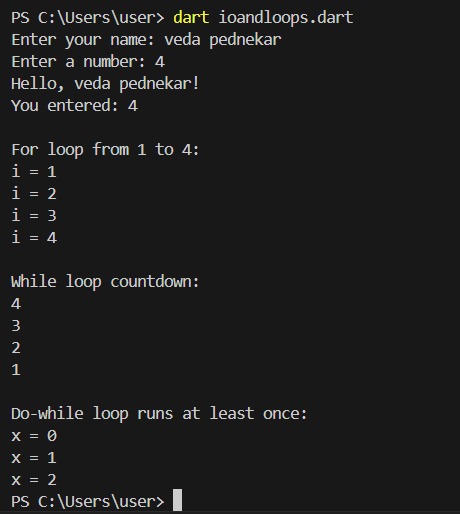 PS C:\Users\user> dart ioandloops.dart
Enter your name: veda pednekar
Enter a number: 4
Hello, veda pednekar!
You entered: 4

For loop from 1 to 4:
i = 1
i = 2
i = 3
i = 4

While loop countdown:
4
3
2
1

Do-while loop runs at least once:
x = 0
x = 1
x = 2
PS C:\Users\user>